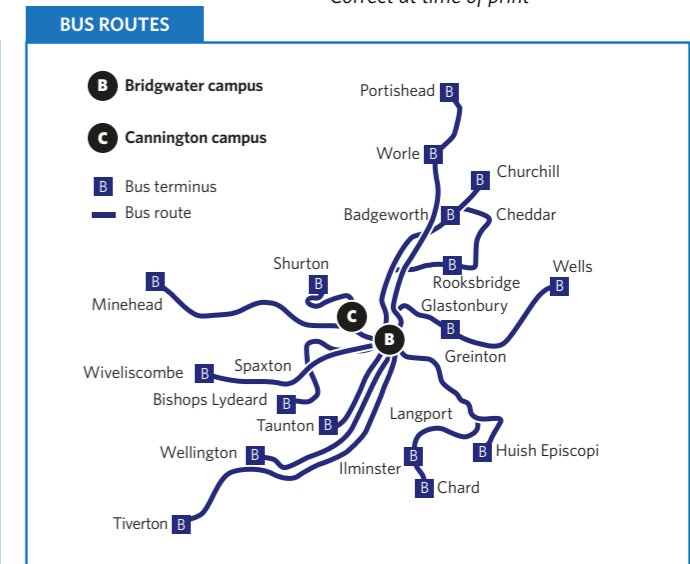 Correct at time of print
BUS ROUTES
B Bridgwater campus
C Cannington campus
B Bus terminus
Bus route
Portishead B
Worle B
B Churchill
Badgeworth B Cheddar
Shurton
B
B
Rooksbridge
Wells
B
B
Minehead
C
Glastonbury
B
B
Greinton
Wiveliscombe B
Spaxton
Bishops Lydeard B
Taunton B
Langport
Wellington B
B Huish Episcopi
Ilminster B
B Chard
Tiverton B